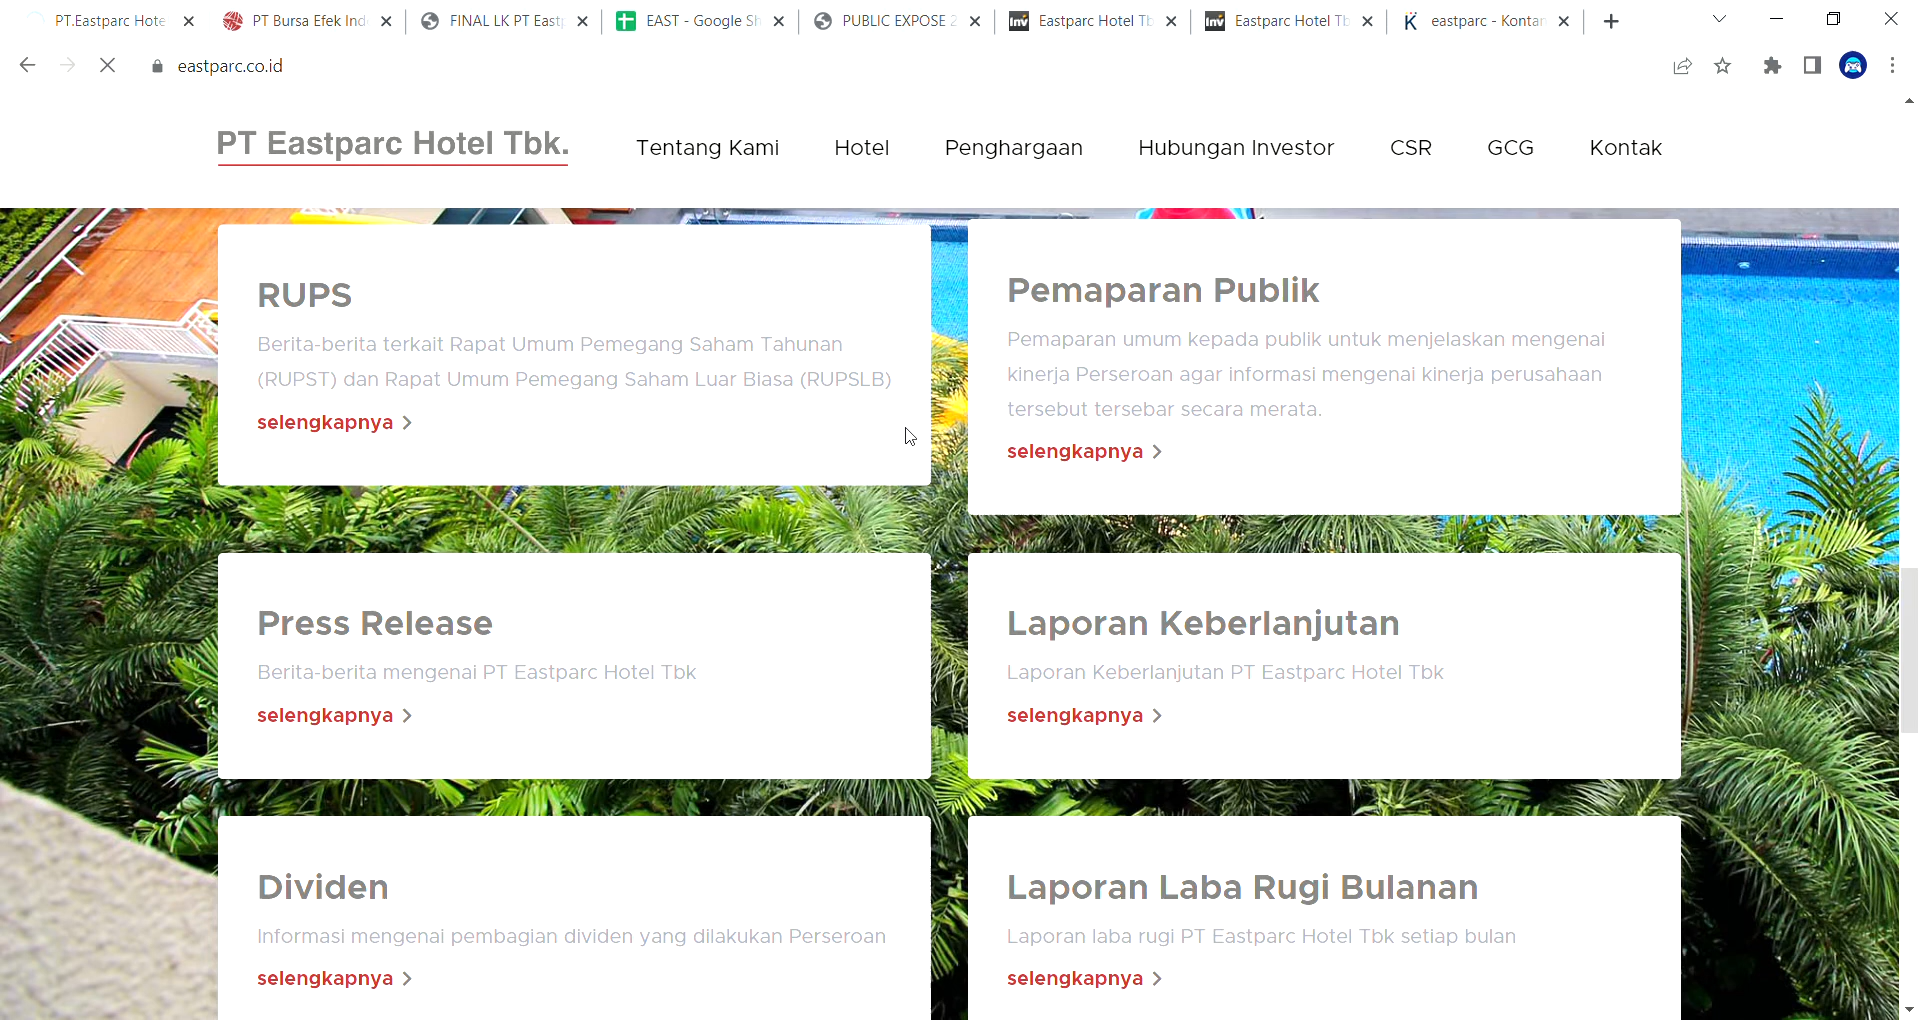 PT.Eastparc Hote
PT Bursa Efek Ind
FINAL LK PT East
EAST - Google Sh
PUBLIC EXPOSE 2
Eastparc Hotel Tb
Eastparc Hotel Tb
eastparc - Kontan
eastparc.co.id
PT Eastparc Hotel Tbk.
Tentang Kami
Hotel
Penghargaan
Hubungan Investor
CSR
GCG
Kontak
RUPS
Berita-berita terkait Rapat Umum Pemegang Saham Tahunan
(RUPST) dan Rapat Umum Pemegang Saham Luar Biasa (RUPSLB)
selengkapnya
Pemaparan Publik
Pemaparan umum kepada publik untuk menjelaskan mengenai
kinerja Perseroan agar informasi mengenai kinerja perusahaan
tersebut tersebar secara merata.
selengkapnya
Press Release
Berita-berita mengenai PT Eastparc Hotel Tbk
selengkapnya
Laporan Keberlanjutan
Laporan Keberlanjutan PT Eastparc Hotel Tbk
selengkapnya
Dividen
Informasi mengenai pembagian dividen yang dilakukan Perseroan
selengkapnya
Laporan Laba Rugi Bulanan
Laporan laba rugi PT Eastparc Hotel Tbk setiap bulan
selengkapnya